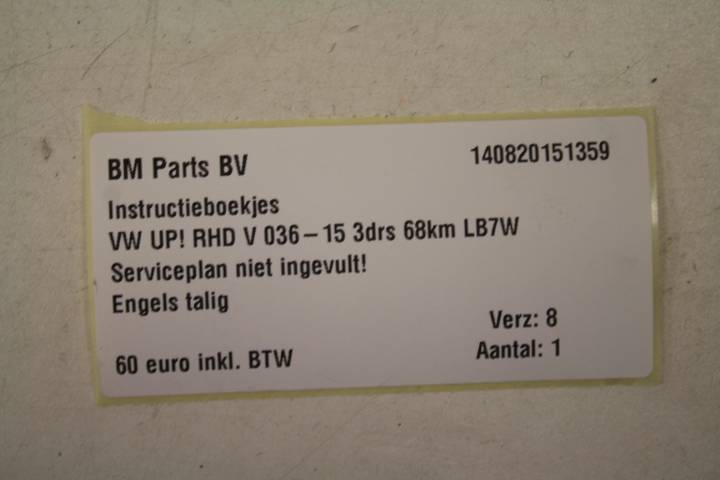 BM Parts BV 140820151359
Instructieboekjes
VW UP! RHD V 036-15 3drs 68km LB7W
Serviceplan niet ingevult!
Engels talig
Verz: 8
60 euro inkl. BTW Aantal: 1